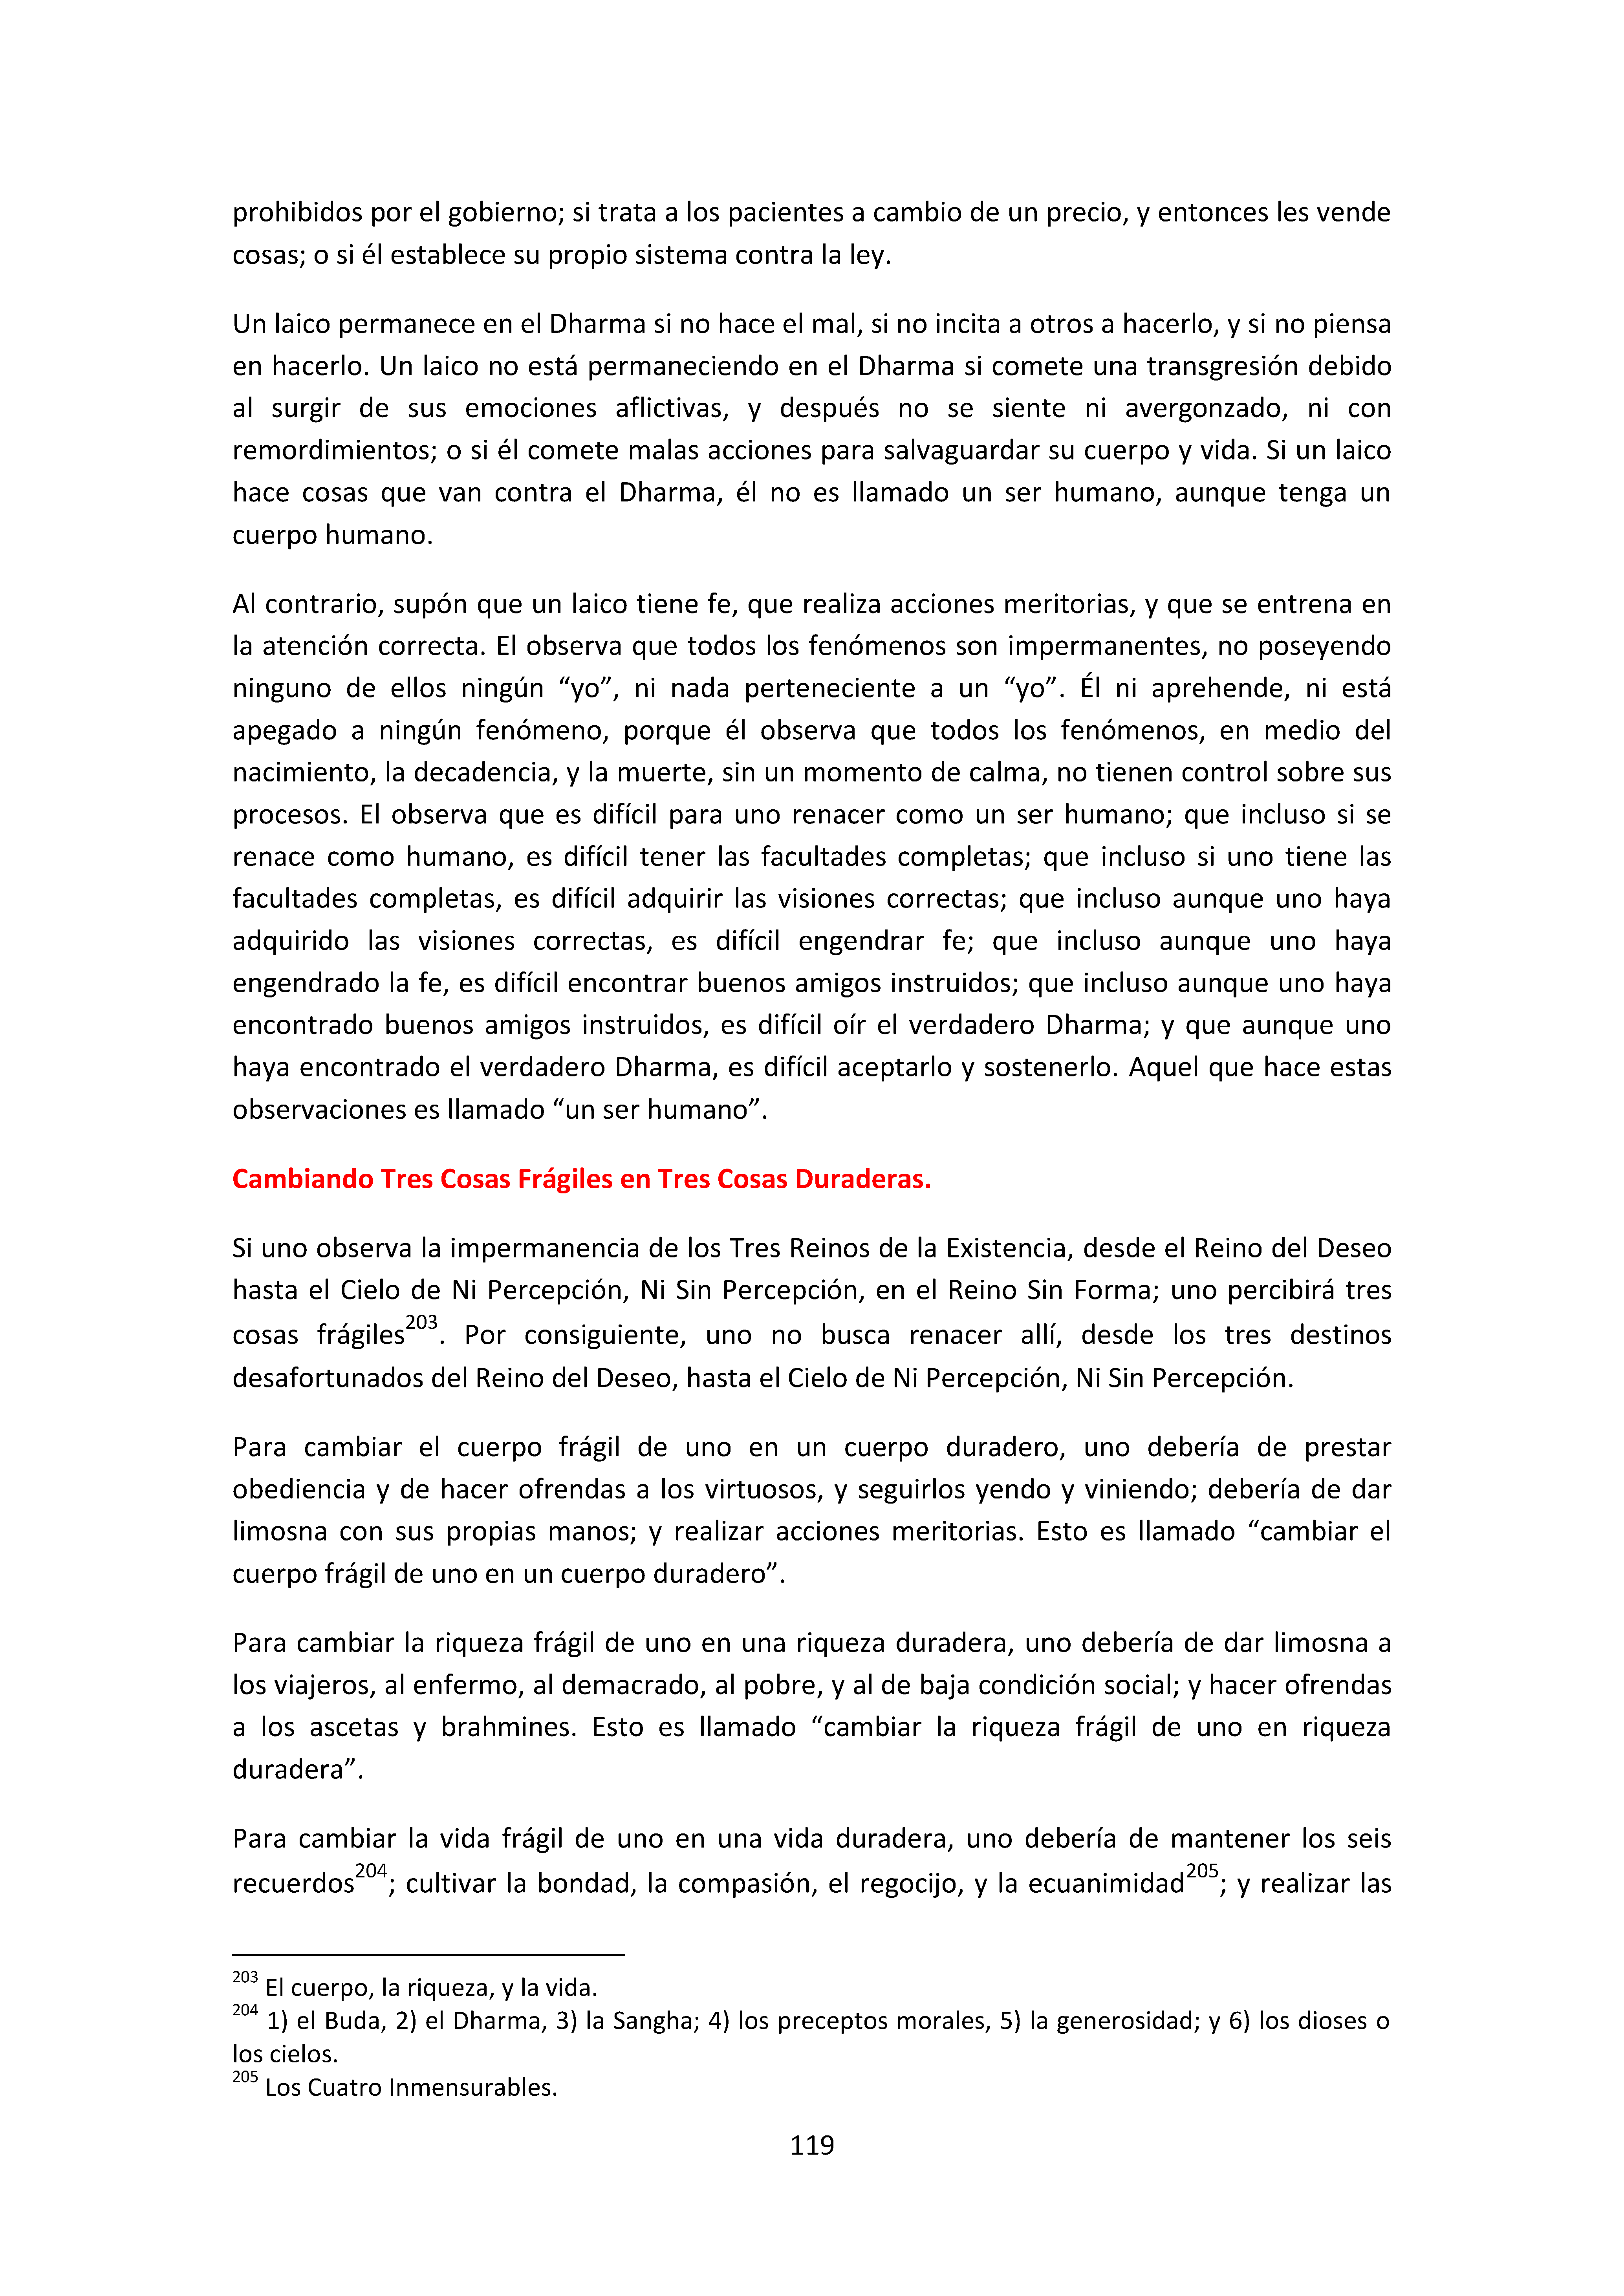 prohibidos por el gobierno; si trata a los pacientes a cambio de un precio, y entonces les vende
cosas; o si él establece su propio sistema contra la ley.
Un laico permanece en el Dharma si no hace el mal, si no incita a otros a hacerlo, y si no piensa
en hacerlo. Un laico no está permaneciendo en el Dharma si comete una transgresión debido
al surgir de sus emociones aflictivas, y después no se siente ni avergonzado, ni con
remordimientos; o si él comete malas acciones para salvaguardar su cuerpo y vida. Si un laico
hace cosas que van contra el Dharma, él no es llamado un ser humano, aunque tenga un
cuerpo humano.
Al contrario, supón que un laico tiene fe, que realiza acciones meritorias, y que se entrena en
la atención correcta. El observa que todos los fenómenos son impermanentes, no poseyendo
ninguno de ellos ningún “yo”, ni nada perteneciente a un “yo”. Él ni aprehende, ni está
apegado a ningún fenómeno, porque él observa que todos los fenómenos, en medio del
nacimiento, la decadencia, y la muerte, sin un momento de calma, no tienen control sobre sus
procesos. El observa que es difícil para uno renacer como un ser humano; que incluso si se
renace como humano, es difícil tener las facultades completas; que incluso si uno tiene las
facultades completas, es difícil adquirir las visiones correctas; que incluso aunque uno haya
adquirido las visiones correctas, es difícil engendrar fe; que incluso aunque uno haya
engendrado la fe, es difícil encontrar buenos amigos instruidos; que incluso aunque uno haya
encontrado buenos amigos instruidos, es difícil oír el verdadero Dharma; y que aunque uno
haya encontrado el verdadero Dharma, es difícil aceptarlo y sostenerlo. Aquel que hace estas
observaciones es llamado “un ser humano”.
Cambiando Tres Cosas Frágiles en Tres Cosas Duraderas.
Si uno observa la impermanencia de los Tres Reinos de la Existencia, desde el Reino del Deseo
hasta el Cielo de Ni Percepción, Ni Sin Percepción, en el Reino Sin Forma; uno percibirá tres
cosas frágiles203. Por consiguiente, uno no busca renacer allí, desde los tres destinos
desafortunados del Reino del Deseo, hasta el Cielo de Ni Percepción, Ni Sin Percepción.
Para cambiar el cuerpo frágil de uno en un cuerpo duradero, uno debería de prestar
obediencia y de hacer ofrendas a los virtuosos, y seguirlos yendo y viniendo; debería de dar
limosna con sus propias manos; y realizar acciones meritorias. Esto es llamado “cambiar el
cuerpo frágil de uno en un cuerpo duradero”.
Para cambiar la riqueza frágil de uno en una riqueza duradera, uno debería de dar limosna a
los viajeros, al enfermo, al demacrado, al pobre, y al de baja condición social; y hacer ofrendas
a los ascetas y brahmines. Esto es llamado “cambiar la riqueza frágil de uno en riqueza
duradera”.
Para cambiar la vida frágil de uno en una vida duradera, uno debería de mantener los seis
recuerdos204; cultivar la bondad, la compasión, el regocijo, y la ecuanimidad205; y realizar las
203 El cuerpo, la riqueza, y la vida.
204 1) el Buda, 2) el Dharma, 3) la Sangha; 4) los preceptos morales, 5) la generosidad; y 6) los dioses o
los cielos.
205 Los Cuatro Inmensurables.
119